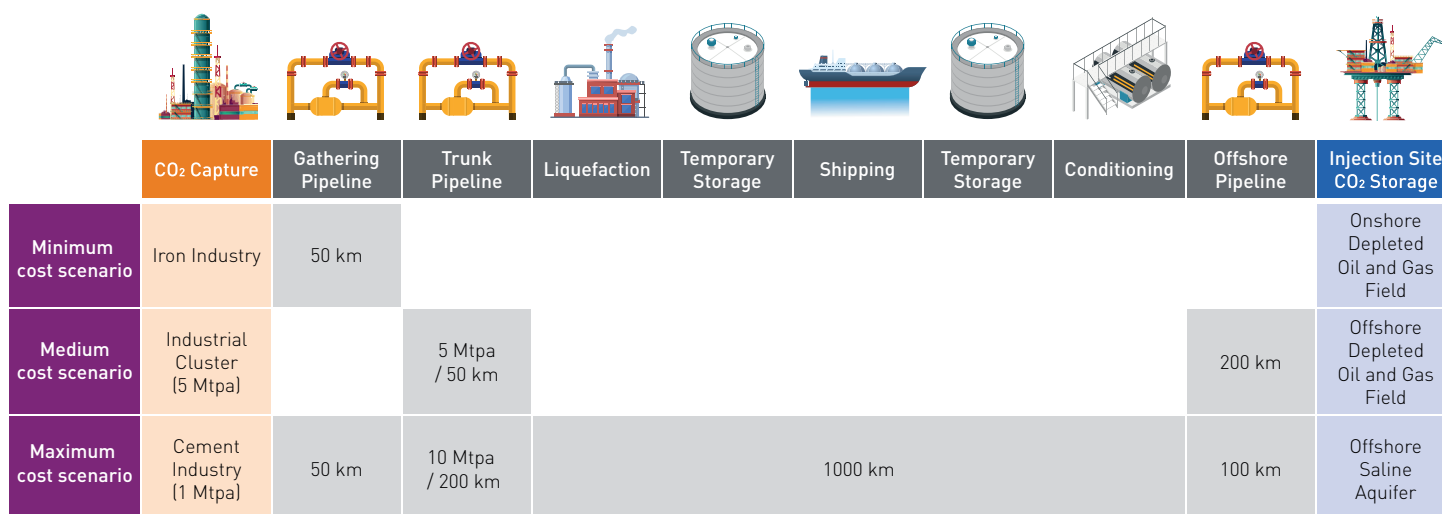 CO₂ Capture
Gathering
Pipeline
Trunk
Pipeline
Liquefaction
Temporary
Storage
Shipping
Temporary
Storage
Conditioning
Offshore
Pipeline
Injection Site
CO₂ Storage
Minimum
cost scenario
Iron Industry
50 km
Onshore
Depleted
Oil and Gas
Field
Medium
cost scenario
Industrial
Cluster
(5 Mtpa)
5 Mtpa
/ 50 km
200 km
Offshore
Depleted
Oil and Gas
Field
Maximum
cost scenario
Cement
Industry
(1 Mtpa)
50 km
10 Mtpa
/ 200 km
1000 km
100 km
Offshore
Saline
Aquifer